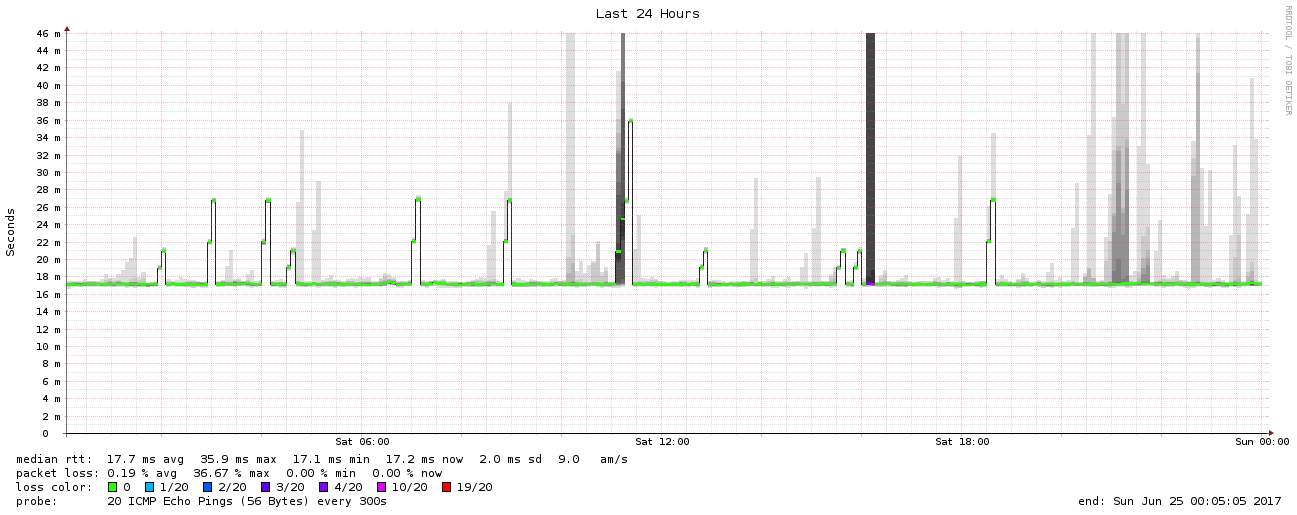 Last 24 Hours
RRDTOOL / TOBI OETIKER
Seconds
46 m
44 m
42 m
40 m
38 m
36 m
34 m
32 m
30 m
28 m
26 m
24 m
22 m
20 m
18 m
16 m
14 m
12 m
10 m
8 m
6 m
4 m
2 m
0
Sat 06:00 Sat 12:00 Sat 18:00 Sun 00:00
median rtt: 17.7 ms avg 35.9 ms max 17.1 ms min 17.2 ms now 2.0 ms sd 9.0 am/s
packet loss: 0.19 % avg 36.67 % max 0.00 % min 0.00 % now
loss color: 0 1/20 2/20 3/20 4/20 10/20 19/20
probe: 20 ICMP Echo Pings (56 Bytes) every 300s end: Sun Jun 25 00:05:05 2017